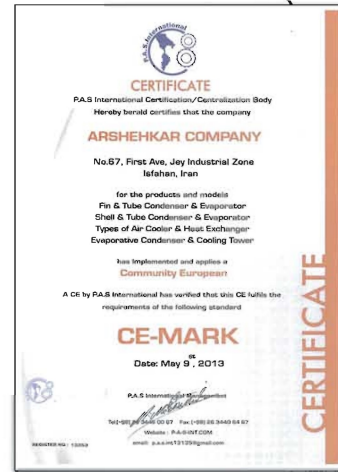 P.A.S. International
CERTIFICATE
P.A.S International Certification/Centralization Body
Hereby berald certifies that the company
ARSHEHKAR COMPANY
No.67, First Ave, Jey Industrial Zone
Isfahan, Iran
for the products and models
Fin & Tube Condenser & Evaporator
Shell & Tube Condenser & Evaporator
Types of Air Cooler & Heat Exchanger
Evaporative Condenser & Cooling Tower
has implemented and applies a
Community European
A CE by P.A.S International has verified that this CE fulfils the
requirements of the following standard
CE-MARK
Date: May 9st, 2013
P.A.S International Management
Website : P-A-S-INT.COM
REGISTER NO :
CERTIFICATE